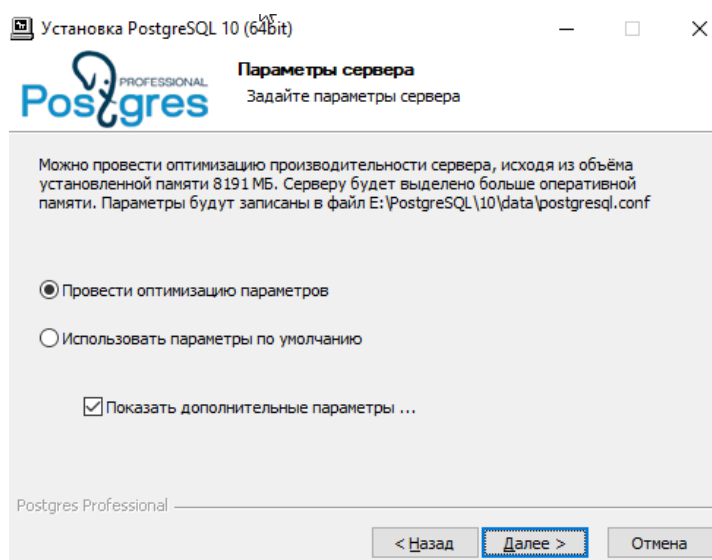 Установка PostgreSQL 10 (64bit)
PROFESSIONAL
Postgres
Параметры сервера
Задайте параметры сервера
Можно провести оптимизацию производительности сервера, исходя из объёма
установленной памяти 8191 МБ. Серверу будет выделено больше оперативной
памяти. Параметры будут записаны в файл E:\PostgreSQL\10\data\postgresql.conf
Провести оптимизацию параметров
Использовать параметры по умолчанию
Показать дополнительные параметры ...
Postgres Professional
< Назад Далее > Отмена